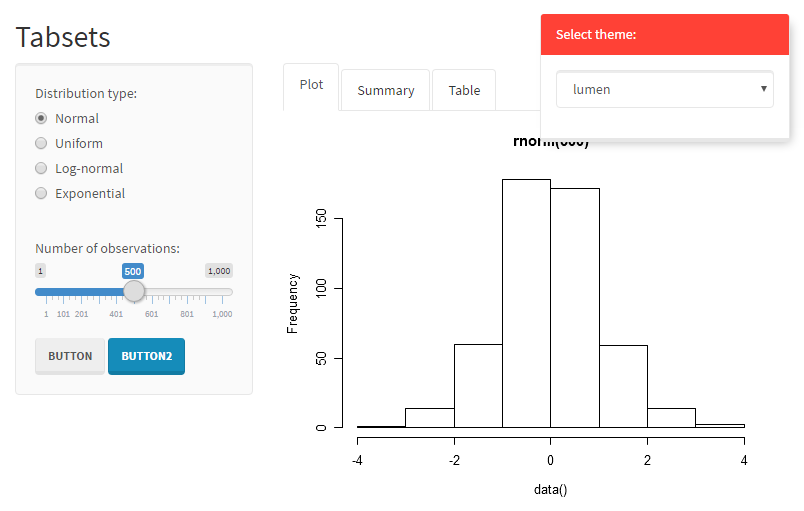 Tabsets
Select theme:
lumen
Distribution type:
Normal
Uniform
Log-normal
Exponential
Number of observations:
1 500 1,000
1 101 201 401 601 801 1,000
BUTTON BUTTON2
Plot Summary Table
rnorm(500)
Frequency
150
100
50
0
-4 -2 0 2 4
data()